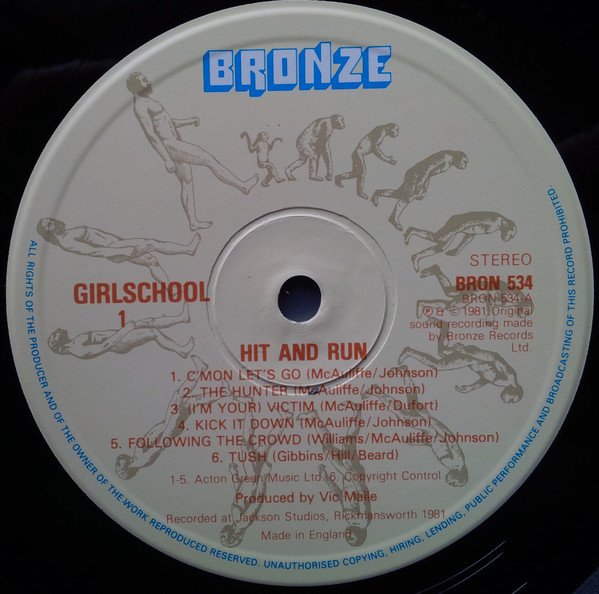 BRONZE
STEREO
BRON 534
BRON 534-A
℗ & © 1981 Original
sound recording made
by Bronze Records
Ltd.
GIRLSCHOOL
1
HIT AND RUN
1. C'MON LET'S GO (McAuliffe/Johnson)
2. THE HUNTER (McAuliffe/Johnson)
3. (I'M YOUR) VICTIM (McAuliffe/Dufort)
4. KICK IT DOWN (McAuliffe/Johnson)
5. FOLLOWING THE CROWD (Williams/McAuliffe/Johnson)
6. TUSH (Gibbins/Hill/Beard)
1-5. Acton Green Music Ltd. 6. Copyright Control
Produced by Vic Maile
Recorded at Jackson Studios, Rickmansworth 1981
Made in England
ALL RIGHTS OF THE PRODUCER AND OF THE OWNER OF THE WORK REPRODUCED RESERVED. UNAUTHORISED COPYING, HIRING, LENDING, PUBLIC PERFORMANCE AND BROADCASTING OF THIS RECORD PROHIBITED.